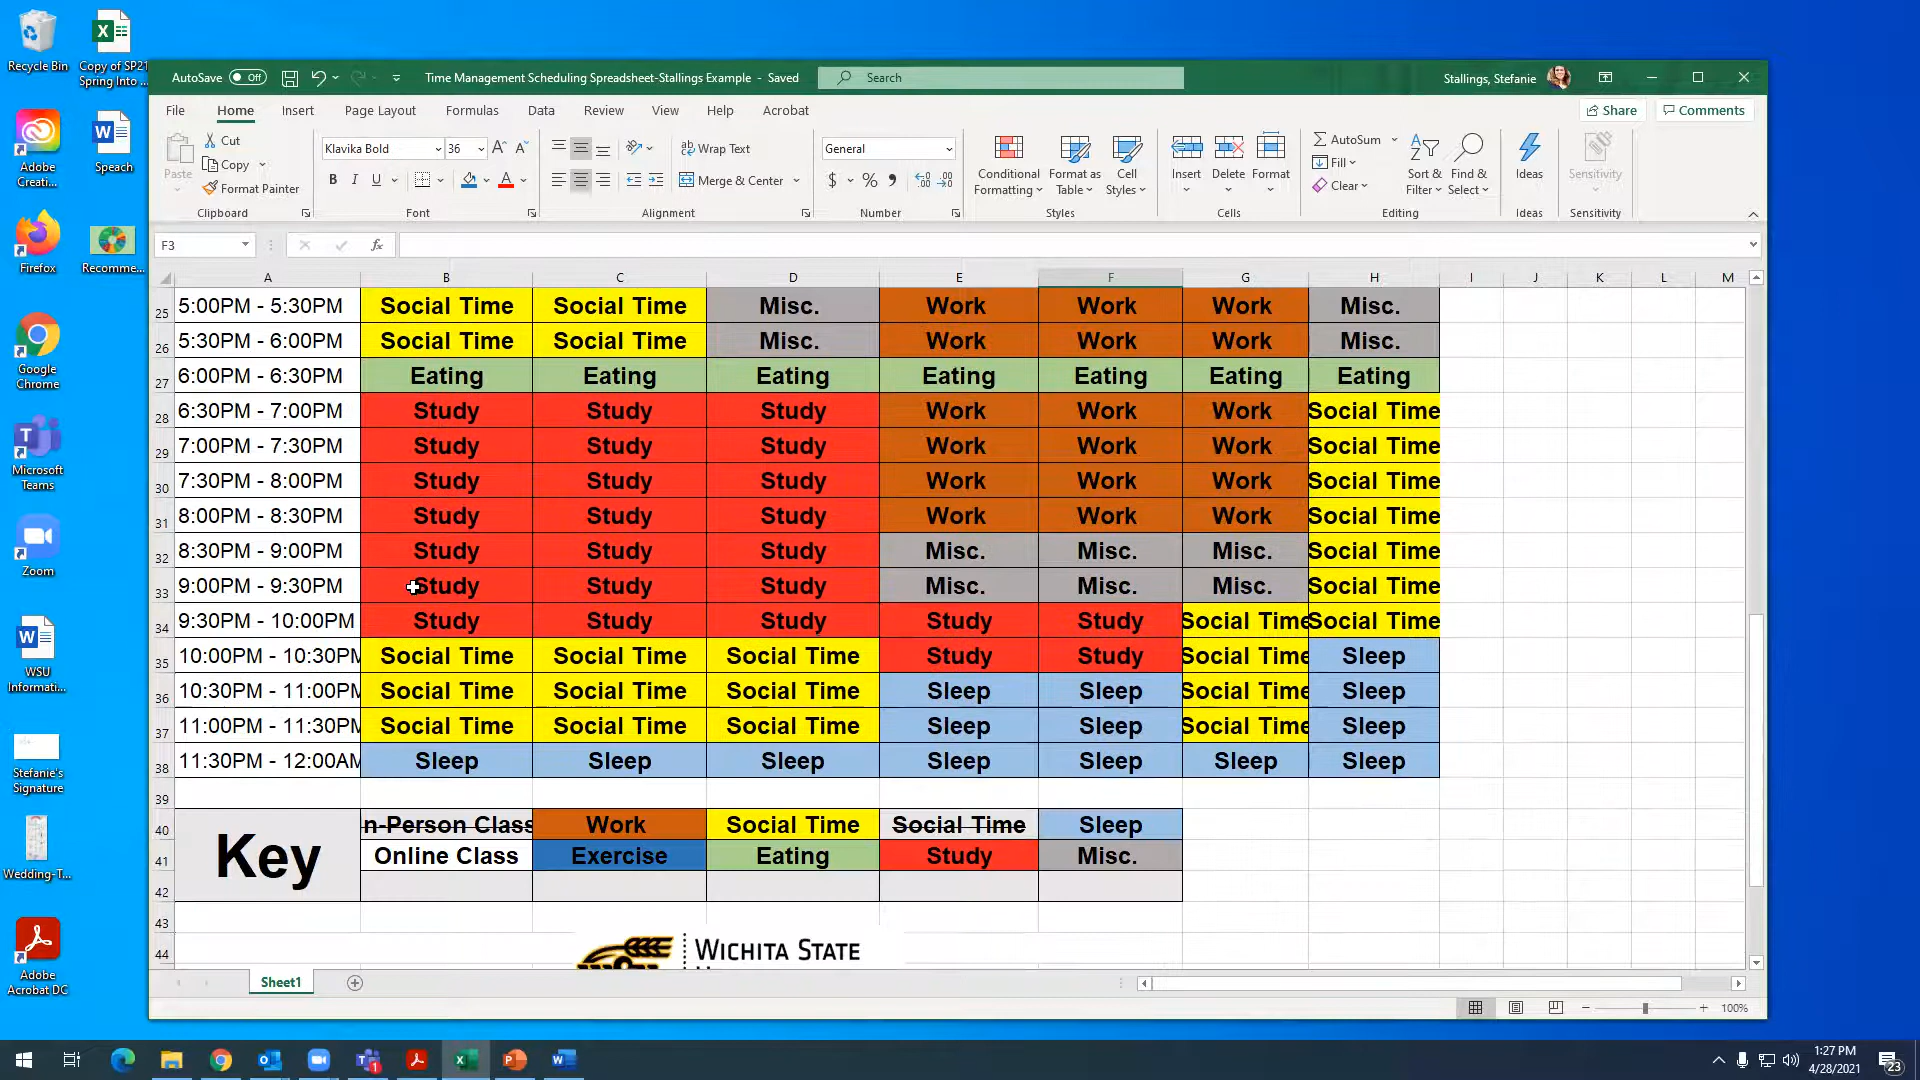 Recycle Bin
Copy of SP21 Spring Into ...
Adobe Creati...
Speach
Firefox
Recomme...
Google Chrome
Microsoft Teams
Zoom
WSU Informati...
Stefanie's Signature
Wedding-T...
Adobe Acrobat DC
AutoSave Off
Time Management Scheduling Spreadsheet-Stallings Example - Saved
Search
Stallings, Stefanie
File Home Insert Page Layout Formulas Data Review View Help Acrobat
Share Comments
Paste Cut Copy Format Painter
Klavika Bold 36
B I U
Wrap Text
Merge & Center
General
$ %
Conditional Formatting
Format as Table
Cell Styles
Insert Delete Format
AutoSum
Fill
Clear
Sort & Filter
Find & Select
Ideas
Sensitivity
Clipboard Font Alignment Number Styles Cells Editing Ideas Sensitivity
F3
fx
A B C D E F G H I J K L M
25 5:00PM - 5:30PM Social Time Social Time Misc. Work Work Work Misc.
26 5:30PM - 6:00PM Social Time Social Time Misc. Work Work Work Misc.
27 6:00PM - 6:30PM Eating Eating Eating Eating Eating Eating Eating
28 6:30PM - 7:00PM Study Study Study Work Work Work Social Time
29 7:00PM - 7:30PM Study Study Study Work Work Work Social Time
30 7:30PM - 8:00PM Study Study Study Work Work Work Social Time
31 8:00PM - 8:30PM Study Study Study Work Work Work Social Time
32 8:30PM - 9:00PM Study Study Study Misc. Misc. Misc. Social Time
33 9:00PM - 9:30PM Study Study Study Misc. Misc. Misc. Social Time
34 9:30PM - 10:00PM Study Study Study Study Study Social Time Social Time
35 10:00PM - 10:30PM Social Time Social Time Social Time Study Study Social Time Sleep
36 10:30PM - 11:00PM Social Time Social Time Social Time Sleep Sleep Social Time Sleep
37 11:00PM - 11:30PM Social Time Social Time Social Time Sleep Sleep Social Time Sleep
38 11:30PM - 12:00AM Sleep Sleep Sleep Sleep Sleep Sleep Sleep
39
40 n-Person Class Work Social Time Social Time Sleep
Key
41 Online Class Exercise Eating Study Misc.
42
43
44
WICHITA STATE
Sheet1
100%
1:27 PM
4/28/2021
23